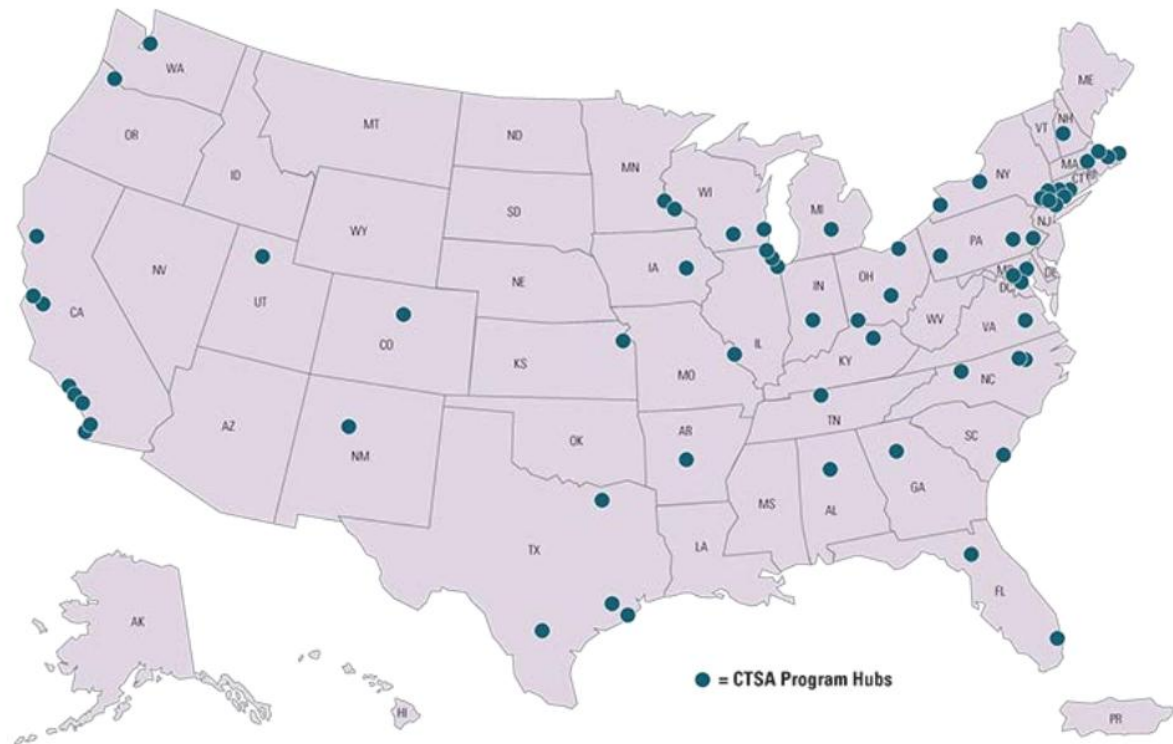 WA
OR
CA
NV
ID
MT
WY
UT
CO
AZ
NM
ND
SD
NE
KS
OK
TX
MN
IA
MO
AR
LA
WI
IL
MS
MI
IN
OH
KY
TN
AL
GA
FL
SC
NC
VA
WV
PA
NY
NJ
DE
MD
DC
CT
RI
MA
VT
NH
ME
AK
HI
PR
= CTSA Program Hubs